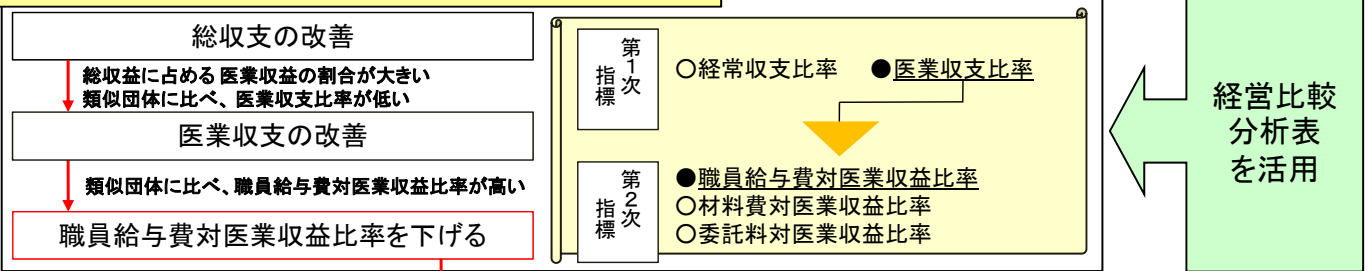 総収支の改善
総収益に占める医業収益の割合が大きい
類似団体に比べ、医業収支比率が低い
医業収支の改善
類似団体に比べ、職員給与費対医業収益比率が高い
職員給与費対医業収益比率を下げる
第1次
指標
○経常収支比率 ●医業収支比率
第2次
指標
●職員給与費対医業収益比率
○材料費対医業収益比率
○委託料対医業収益比率
経営比較
分析表
を活用